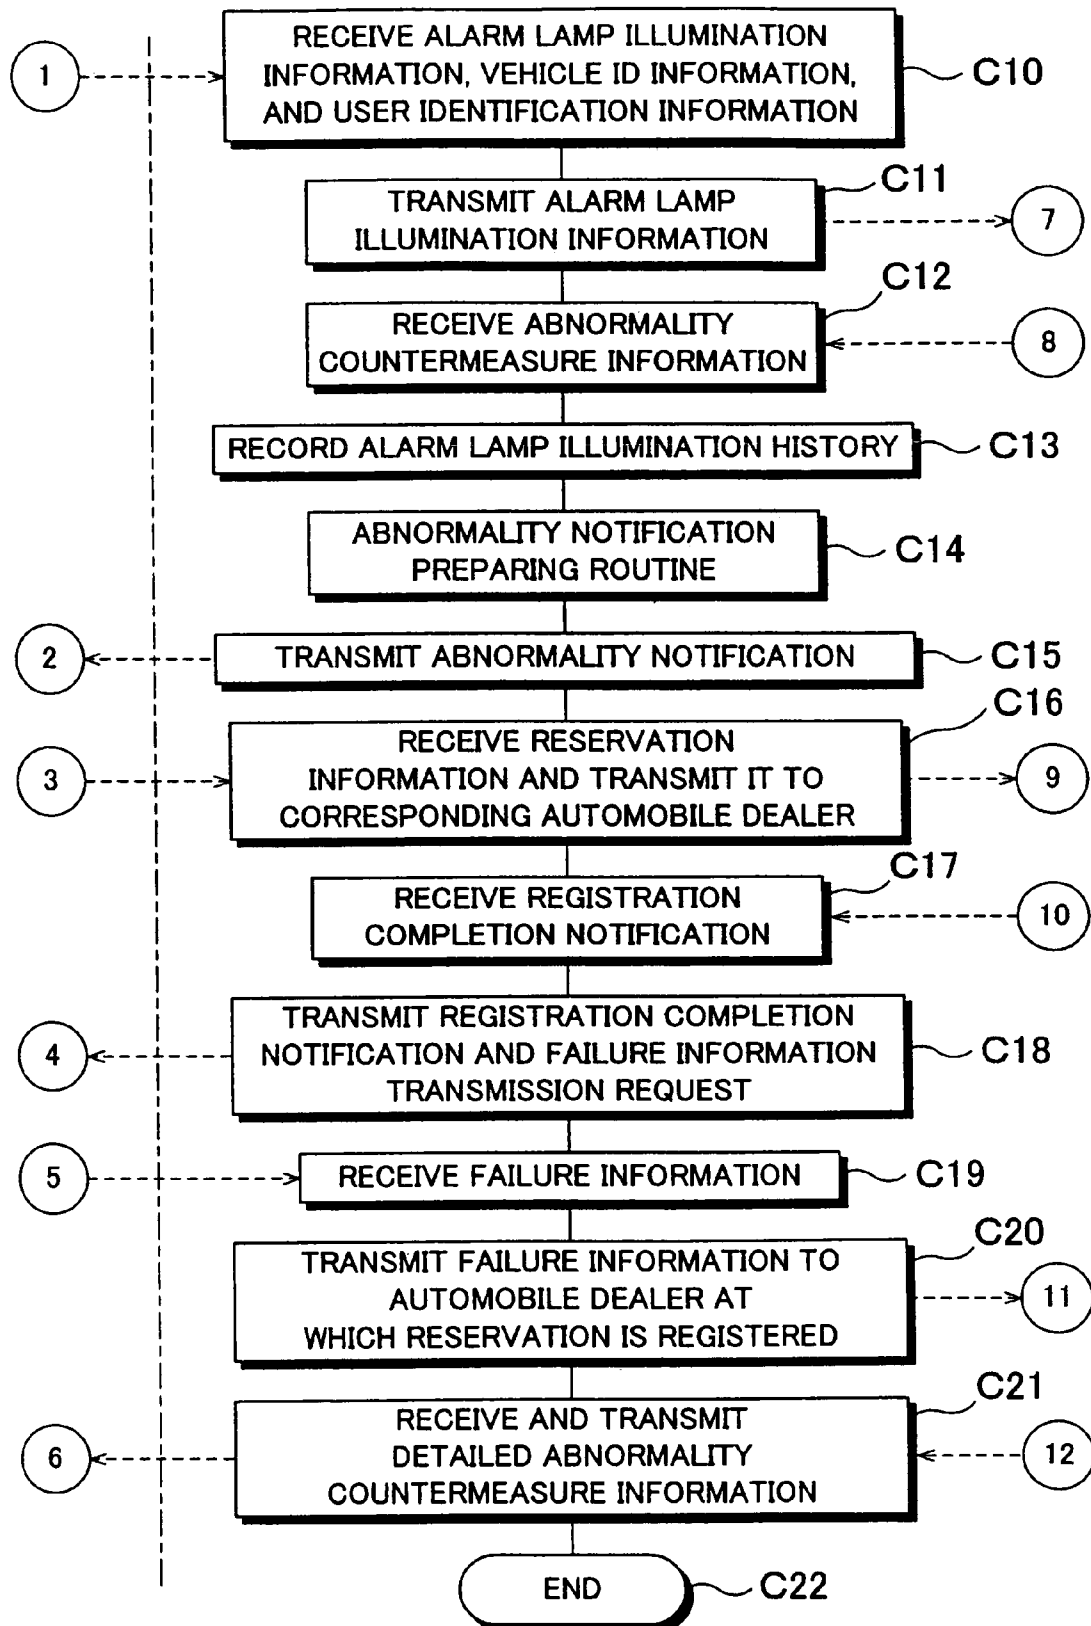 RECEIVE ALARM LAMP ILLUMINATION
INFORMATION, VEHICLE ID INFORMATION,
AND USER IDENTIFICATION INFORMATION
1
C10
TRANSMIT ALARM LAMP
ILLUMINATION INFORMATION
C11
7
RECEIVE ABNORMALITY
COUNTERMEASURE INFORMATION
C12
8
RECORD ALARM LAMP ILLUMINATION HISTORY
C13
ABNORMALITY NOTIFICATION
PREPARING ROUTINE
C14
2
TRANSMIT ABNORMALITY NOTIFICATION
C15
C16
3
RECEIVE RESERVATION
INFORMATION AND TRANSMIT IT TO
CORRESPONDING AUTOMOBILE DEALER
9
C17
RECEIVE REGISTRATION
COMPLETION NOTIFICATION
10
4
TRANSMIT REGISTRATION COMPLETION
NOTIFICATION AND FAILURE INFORMATION
TRANSMISSION REQUEST
C18
5
RECEIVE FAILURE INFORMATION
C19
C20
TRANSMIT FAILURE INFORMATION TO
AUTOMOBILE DEALER AT
WHICH RESERVATION IS REGISTERED
11
C21
6
RECEIVE AND TRANSMIT
DETAILED ABNORMALITY
COUNTERMEASURE INFORMATION
12
END
C22